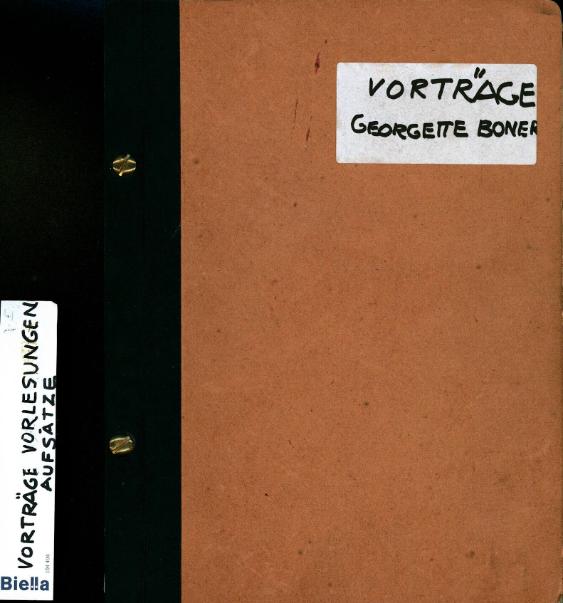 VORTRÄGE
GEORGETTE BONER
VORTRÄGE VORLESUNGEN
AUFSÄTZE
Biella